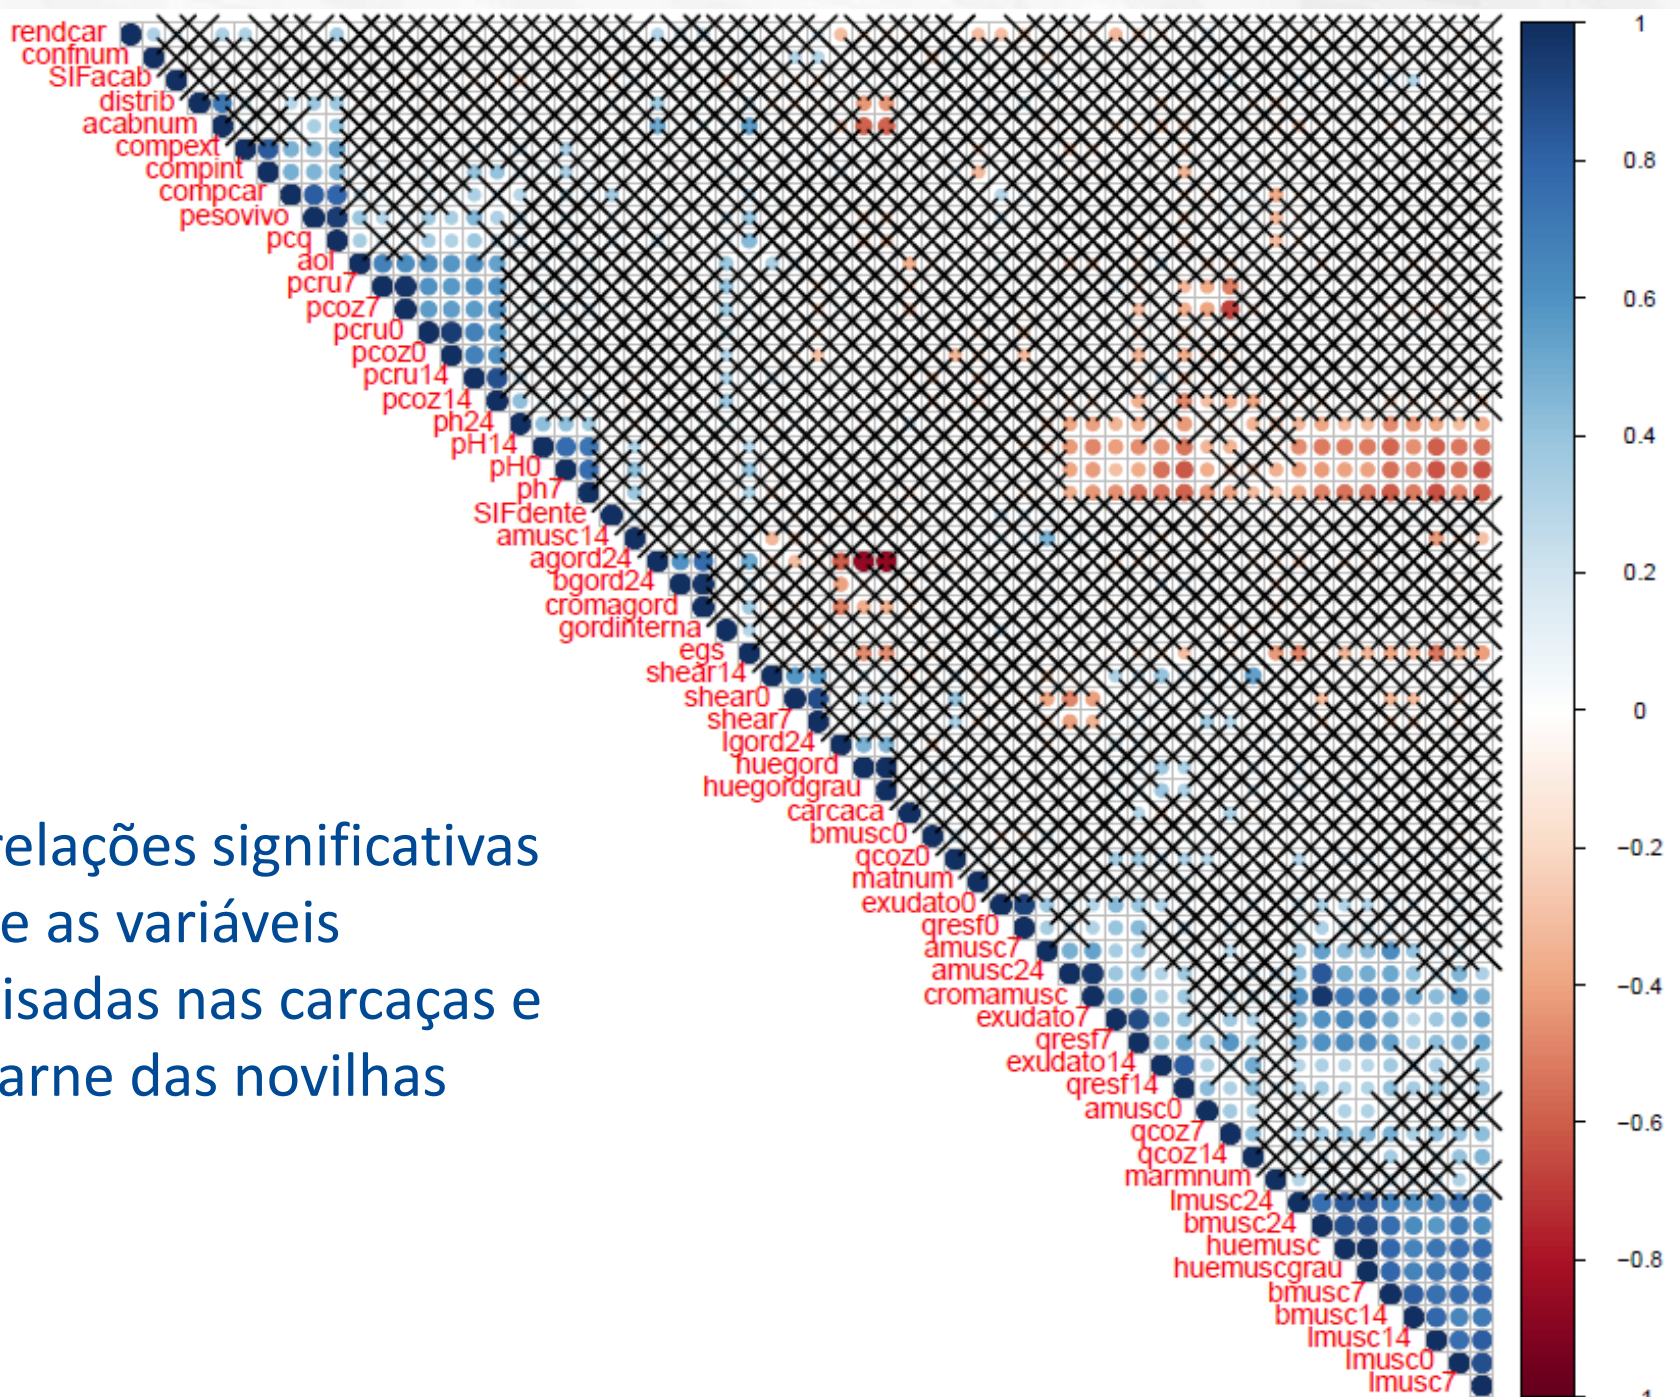 rendcar
confnum
SIFacab
distrib
acabnum
compext
compint
compcar
pesovivo
pcq
aol
pcru7
pcoz7
pcru0
pcoz0
pcru14
pcoz14
ph24
pH14
pH0
ph7
SIFdente
amusc14
agord24
bgord24
cromagord
gordinterna
egs
shear14
shear0
shear7
lgord24
huegord
huegordgrau
carcaca
bmusc0
qcoz0
matnum
exudato0
qresf0
amusc7
amusc24
cromamusc
exudato7
qresf7
exudato14
qresf14
amusc0
qcoz7
qcoz14
marmnum
lmusc24
bmusc24
huemusc
huemuscgrau
bmusc7
bmusc14
lmusc14
lmusc0
lmusc7
relações significativas
e as variáveis
isadas nas carcaças e
arne das novilhas
1
0.8
0.6
0.4
0.2
0
−0.2
−0.4
−0.6
−0.8